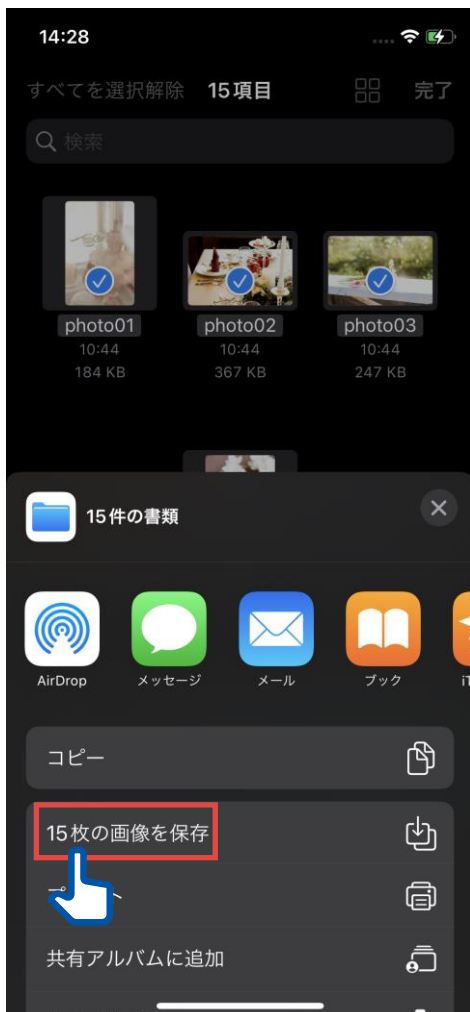 14:28
すべてを選択解除 15項目 完了
検索
photo01 photo02 photo03
10:44 10:44 10:44
184 KB 367 KB 247 KB
15件の書類
AirDrop メッセージ メール ブック iT
コピー
15枚の画像を保存
共有アルバムに追加